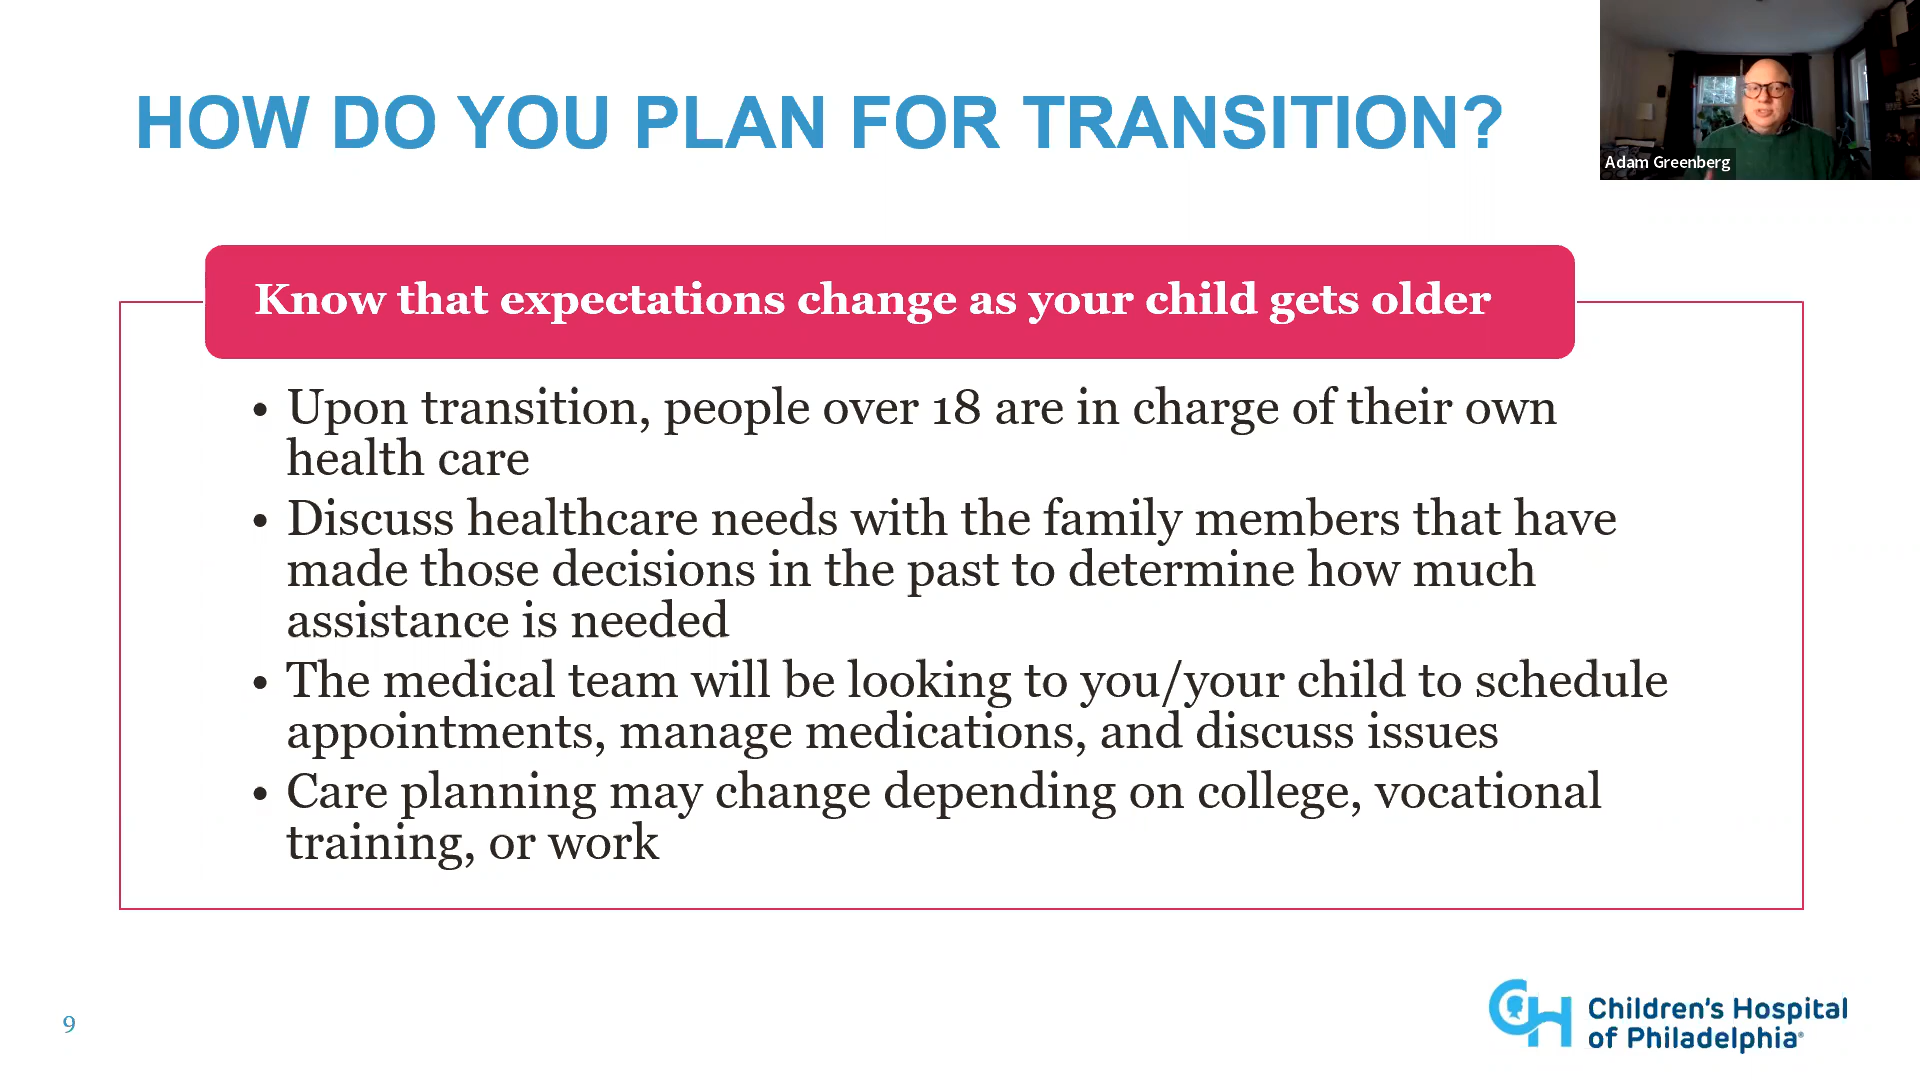 HOW DO YOU PLAN FOR TRANSITION?
Adam Greenberg
Know that expectations change as your child gets older
• Upon transition, people over 18 are in charge of their own
health care
• Discuss healthcare needs with the family members that have
made those decisions in the past to determine how much
assistance is needed
• The medical team will be looking to you/your child to schedule
appointments, manage medications, and discuss issues
• Care planning may change depending on college, vocational
training, or work
9
CH Children's Hospital
of Philadelphia®